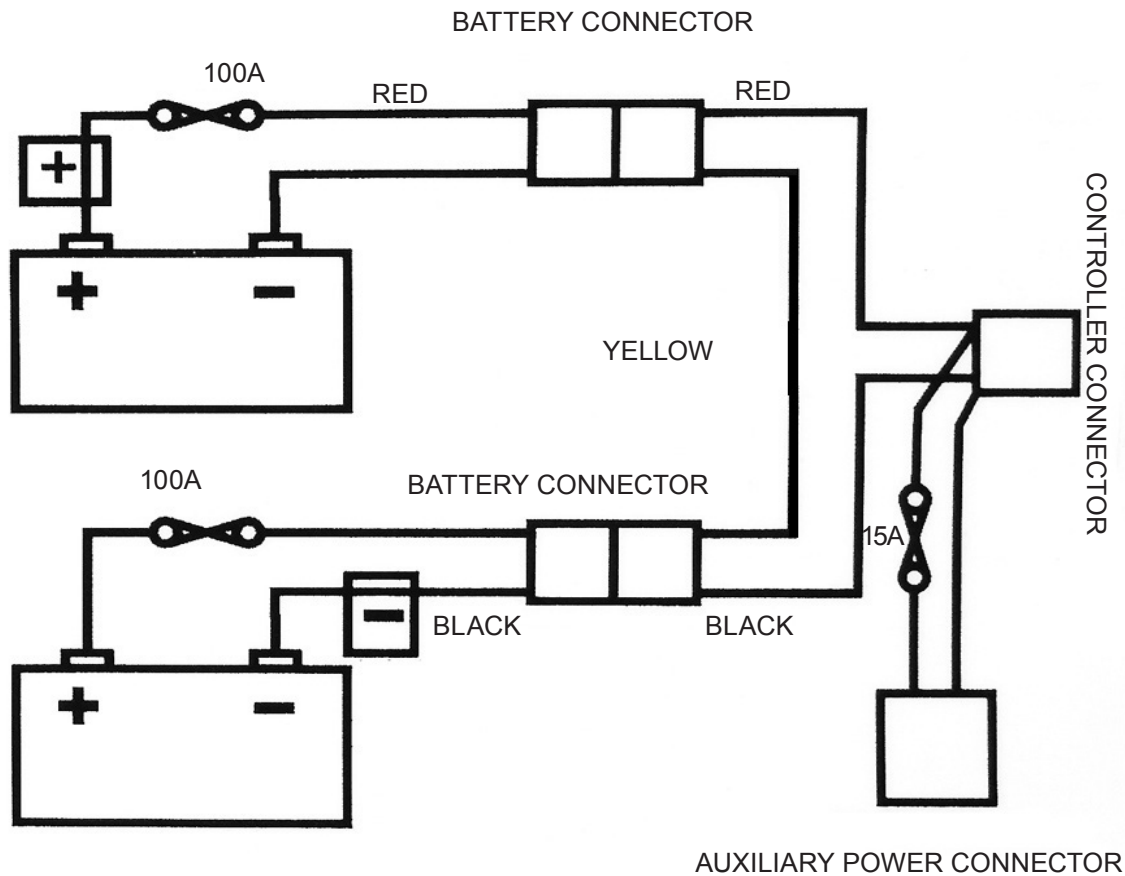 BATTERY CONNECTOR
100A
RED
RED
+
+ −
CONTROLLER CONNECTOR
YELLOW
100A
BATTERY CONNECTOR
15A
−
BLACK
BLACK
+ −
AUXILIARY POWER CONNECTOR